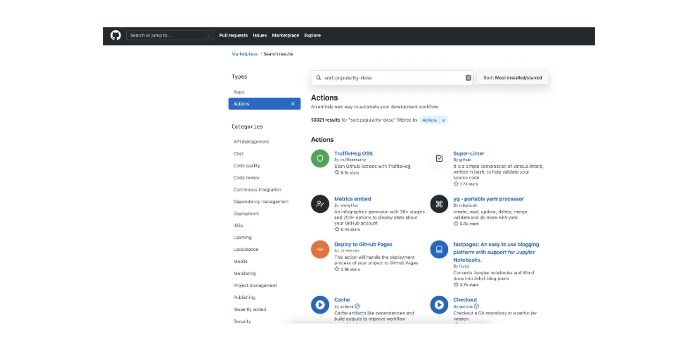 Search or jump to...
/
Pull requests Issues Marketplace Explore
Marketplace / Search results
Types
Apps
Actions
Categories
API management
Chat
Code quality
Code review
Continuous integration
Dependency management
Deployment
IDEs
Learning
Localization
Mobile
Monitoring
Project management
Publishing
Recently added
Security
sort:popularity-desc
Sort: Most installed/starred
Actions
An entirely new way to automate your development workflow.
results for "sort:popularity-desc" filtered by Actions x
Actions
TruffleHog OSS
By trufflesecurity
Scan Github Actions with TruffleHog
stars
Metrics embed
By lowlighter
An infographics generator with 30+ plugins
and 200+ options to display stats about
your GitHub account
stars
Deploy to GitHub Pages
By
This action will handle the deployment
process of your project to GitHub Pages.
stars
Cache
By actions
Cache artifacts like dependencies and
build outputs to improve workflow
Super-Linter
By github
It is a simple combination of various linters,
written in bash, to help validate your
source code
stars
yq - portable yaml processor
By mikefarah
create, read, update, delete, merge,
validate and do more with yaml
stars
fastpages: An easy to use blogging
platform with support for Jupyter
Notebooks.
By fastai
Converts Jupyter notebooks and Word
docs into Jekyll blog posts
stars
Checkout
By actions
Checkout a Git repository at a particular
version